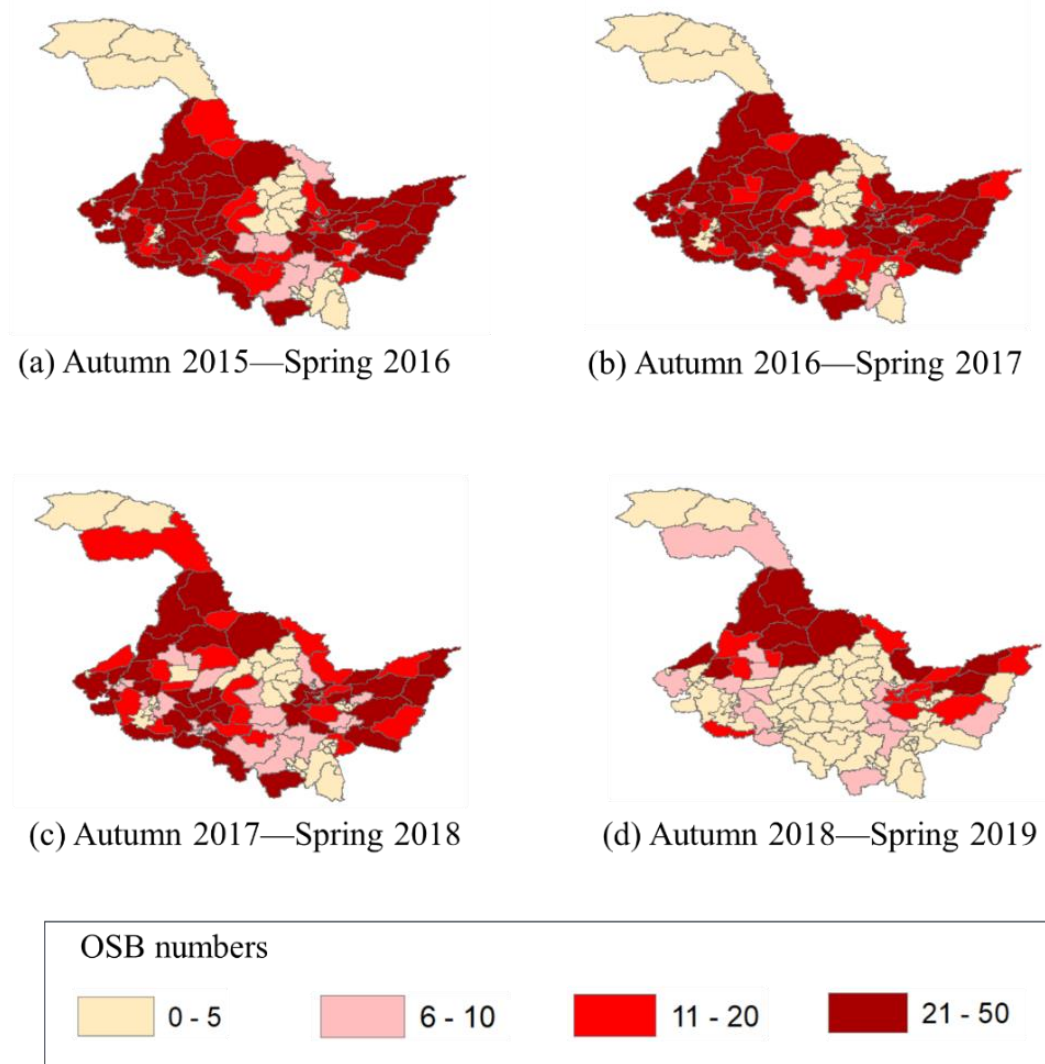 (a) Autumn 2015—Spring 2016
(b) Autumn 2016—Spring 2017
(c) Autumn 2017—Spring 2018
(d) Autumn 2018—Spring 2019
OSB numbers
0 - 5
6 - 10
11 - 20
21 - 50